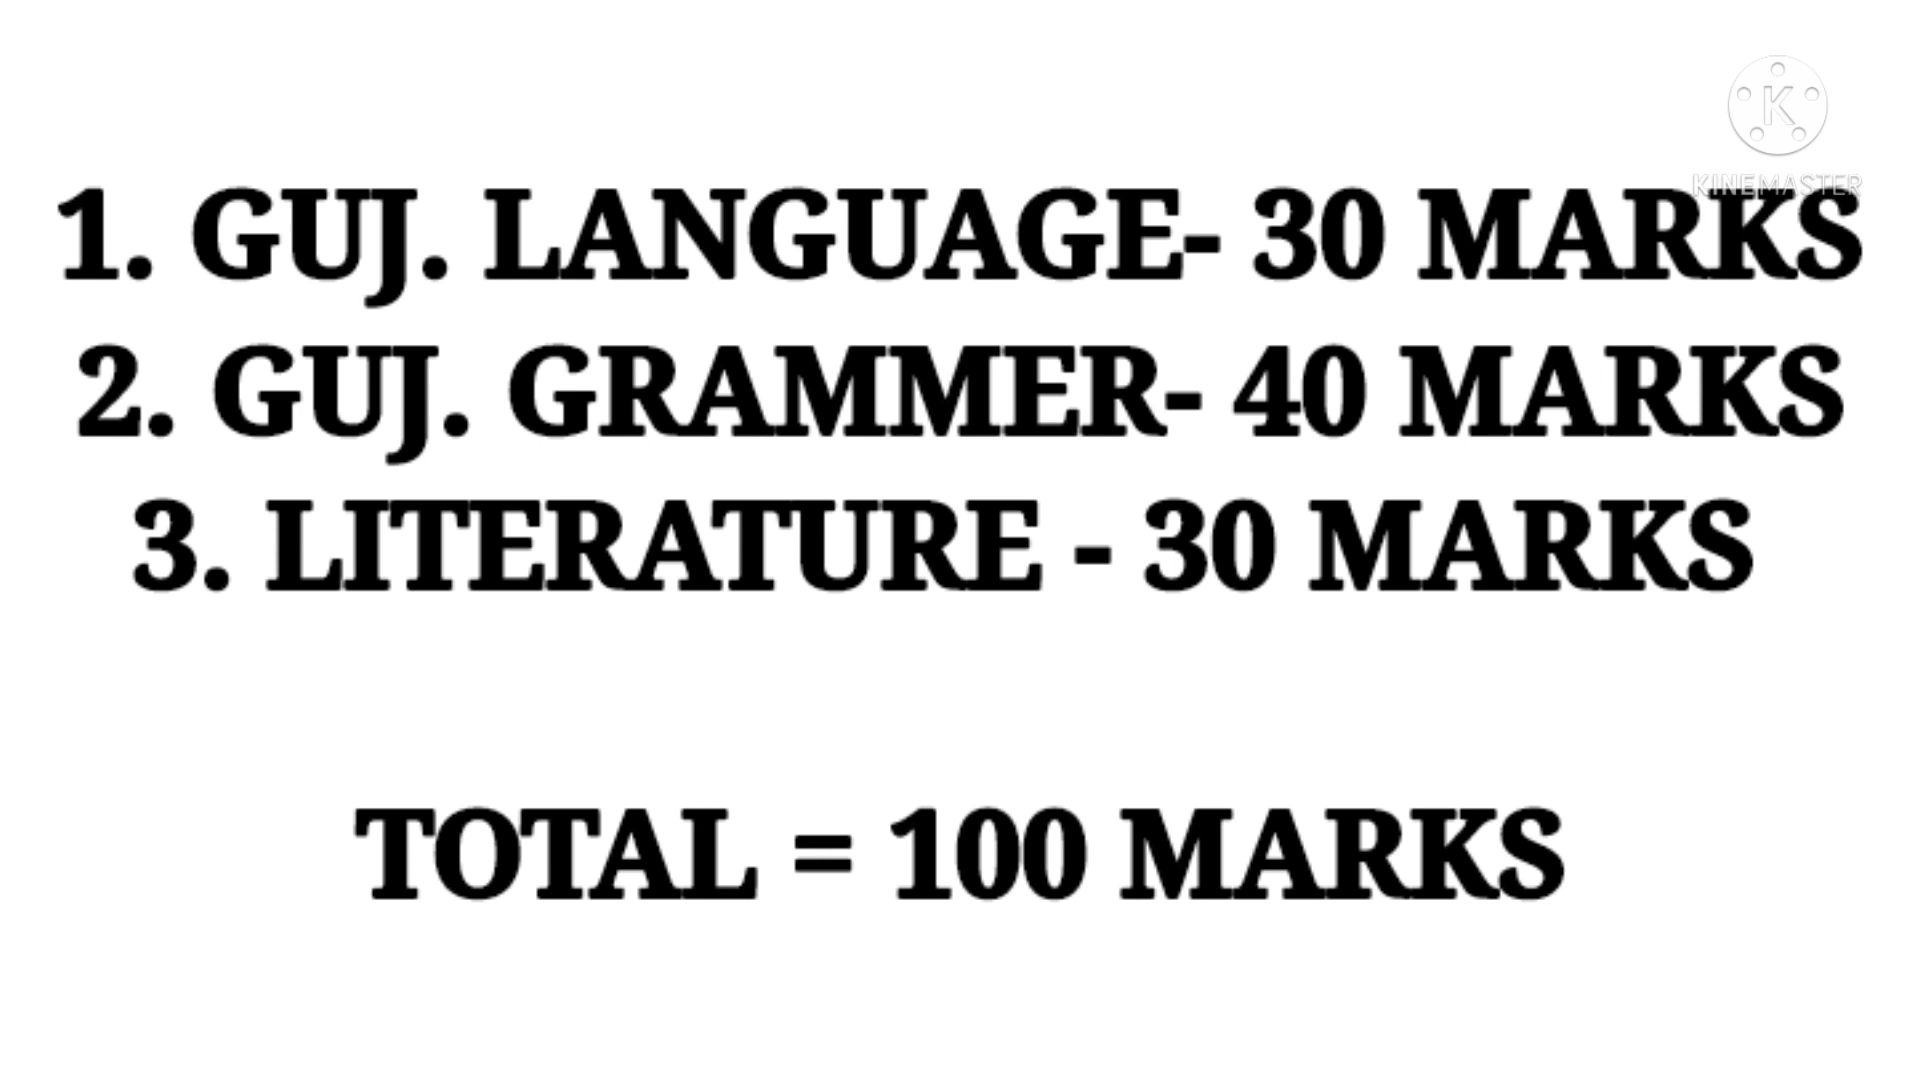 K
KINEMASTER
1. GUJ. LANGUAGE- 30 MARKS
2. GUJ. GRAMMER- 40 MARKS
3. LITERATURE - 30 MARKS
TOTAL = 100 MARKS